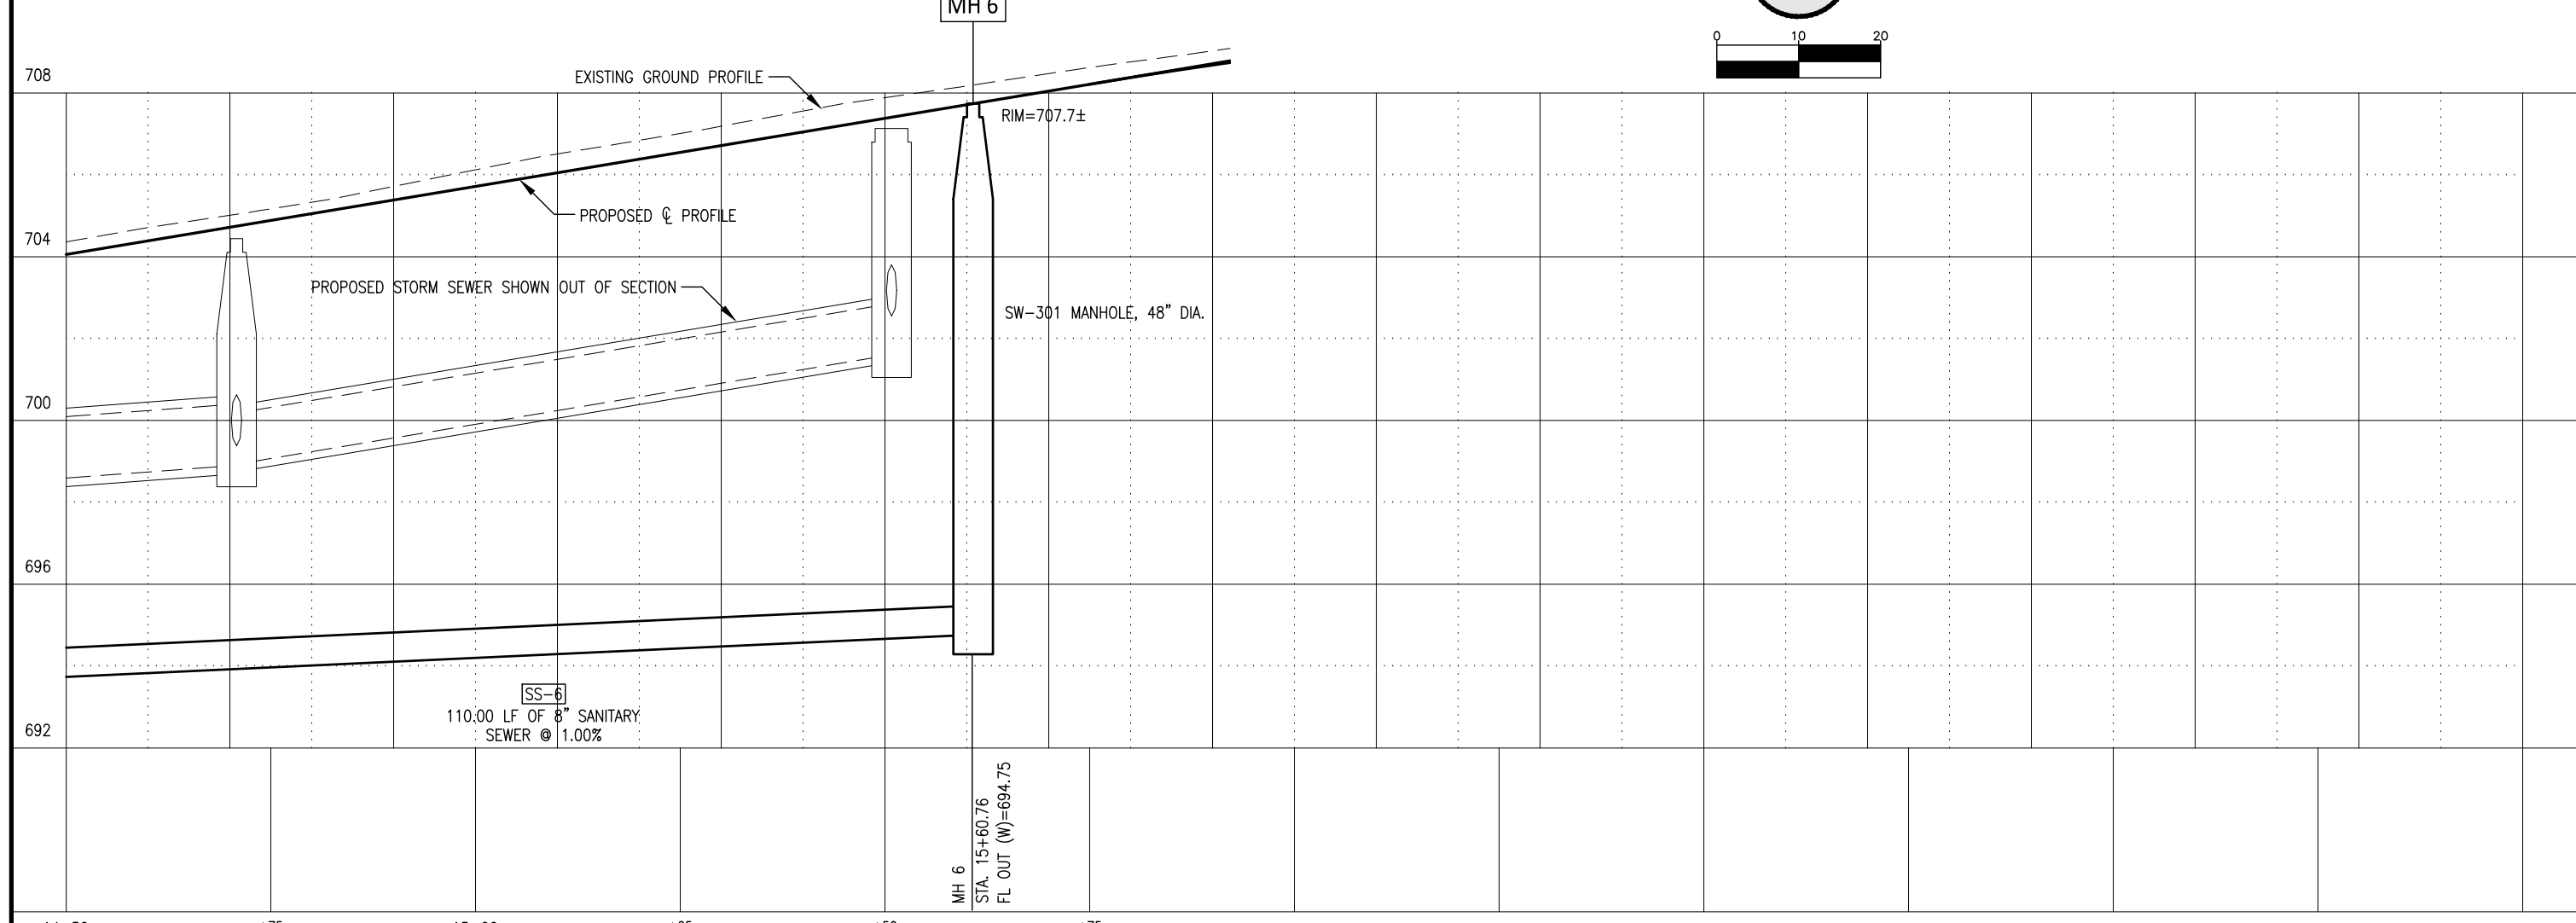 MH 6
0 10 20
708
EXISTING GROUND PROFILE
RIM=707.7±
PROPOSED ℄ PROFILE
704
PROPOSED STORM SEWER SHOWN OUT OF SECTION
SW-301 MANHOLE, 48" DIA.
700
696
SS-6
110.00 LF OF 8" SANITARY
SEWER @ 1.00%
692
MH 6
STA. 15+60.76
FL OUT (W)=694.75